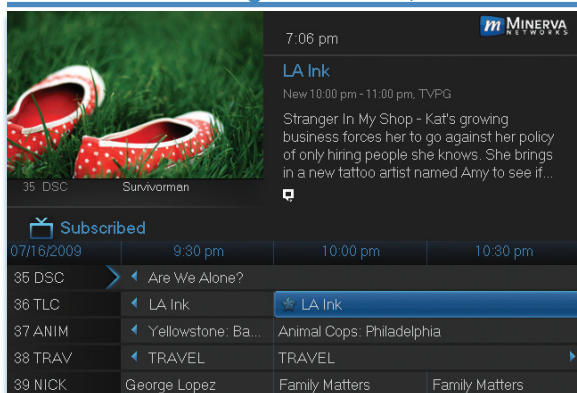 7:06 pm
m MINERVA
NETWORKS
LA Ink
New 10:00 pm - 11:00 pm, TVPG
Stranger In My Shop - Kat's growing
business forces her to go against her policy
of only hiring people she knows. She brings
in a new tattoo artist named Amy to see if...
35 DSC Survivorman
Subscribed
07/16/2009 9:30 pm 10:00 pm 10:30 pm
35 DSC Are We Alone?
36 TLC LA Ink LA Ink
37 ANIM Yellowstone: Ba... Animal Cops: Philadelphia
38 TRAV TRAVEL TRAVEL
39 NICK George Lopez Family Matters Family Matters